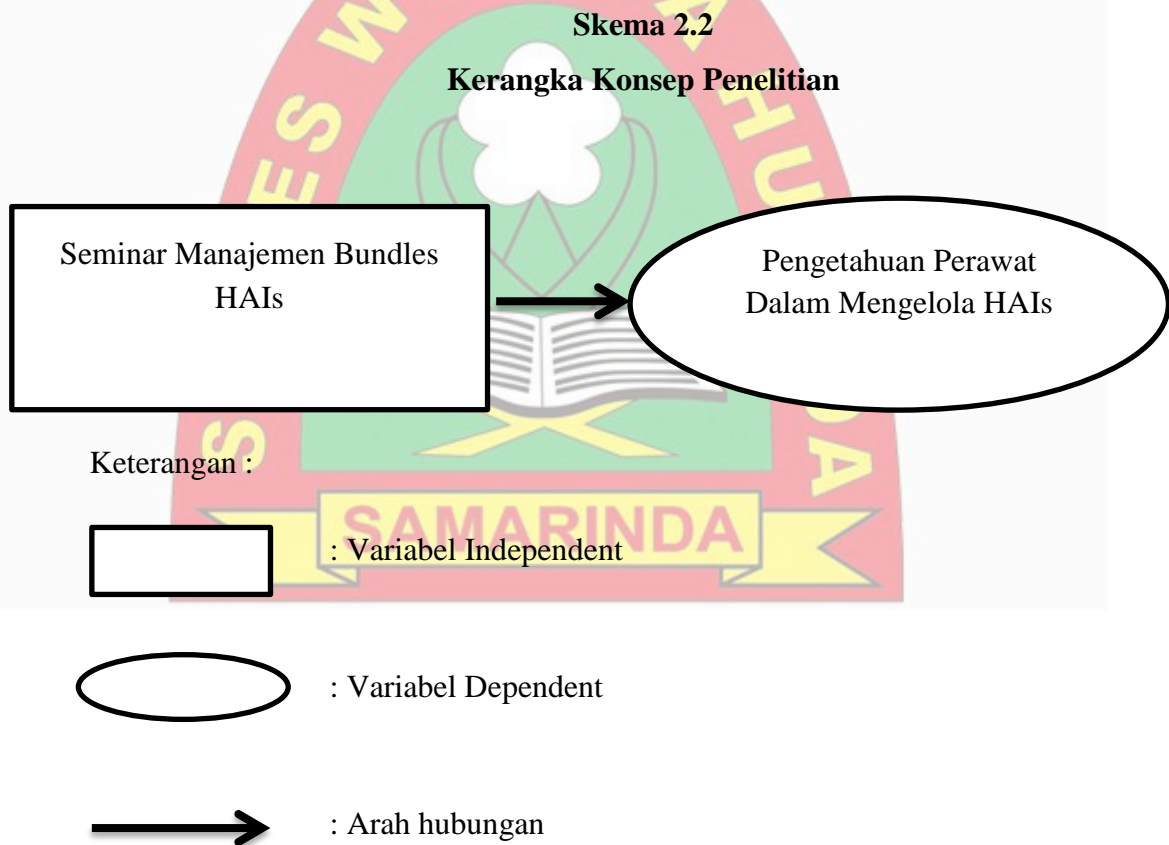 Skema 2.2
Kerangka Konsep Penelitian
Seminar Manajemen Bundles
HAIs
Pengetahuan Perawat
Dalam Mengelola HAIs
Keterangan :
SAMARINDA
: Variabel Independent
: Variabel Dependent
: Arah hubungan